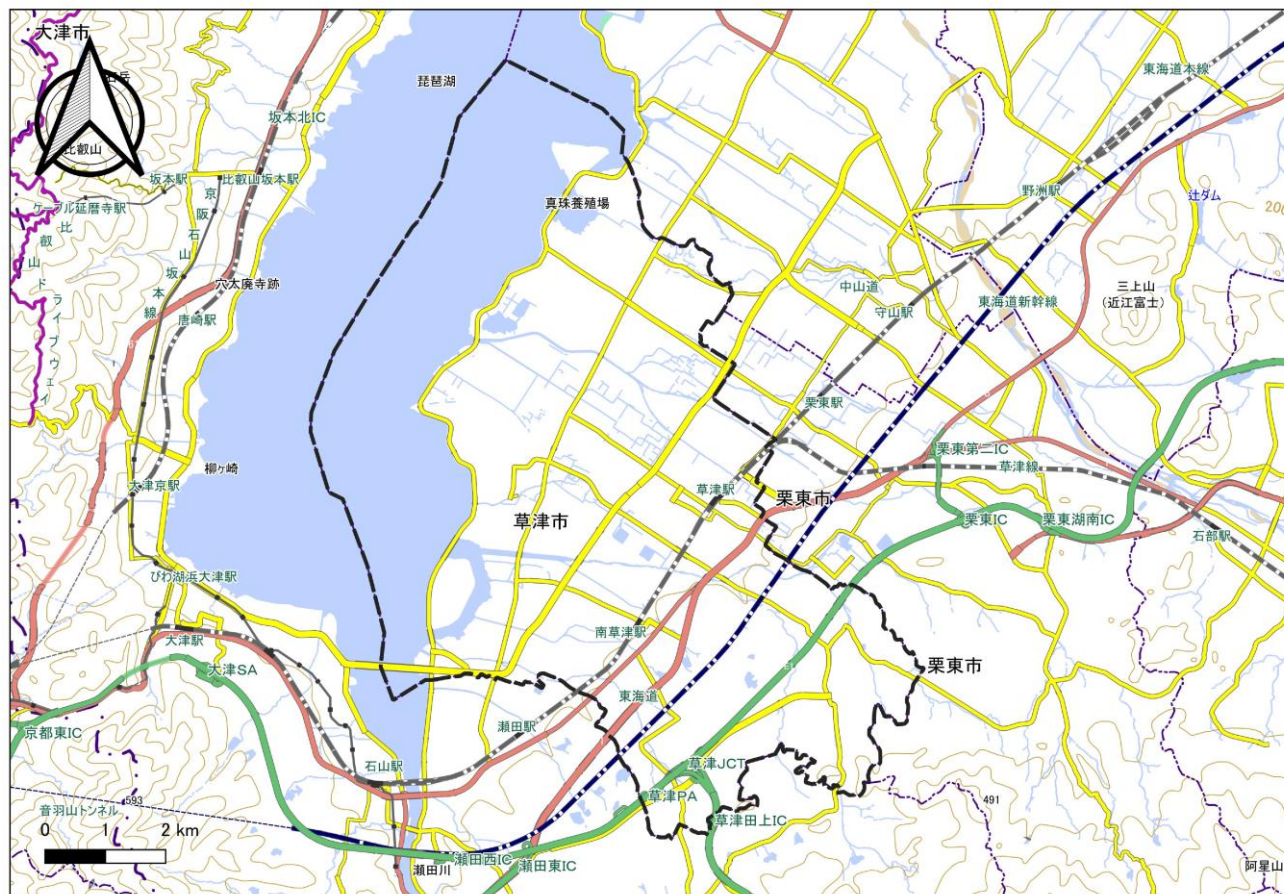 大津市
琵琶湖
東海道本線
坂本北IC
比叡山
坂本駅
比叡山坂本駅
野洲駅
辻ダム
ケーブル延暦寺駅
真珠養殖場
京阪石山坂本線
比叡山ドライブウェイ
穴太廃寺跡
中山道
三上山
(近江富士)
東海道新幹線
守山駅
唐崎駅
栗東駅
栗東第二IC
柳ヶ崎
草津線
大津京駅
草津駅
栗東市
草津市
栗東IC
栗東湖南IC
石部駅
びわ湖浜大津駅
南草津駅
大津駅
大津SA
栗東市
東海道
瀬田駅
京都東IC
石山駅
草津JCT
草津PA
音羽山トンネル
593
491
草津田上IC
0 1 2 km
瀬田西IC
瀬田東IC
瀬田川
阿星山